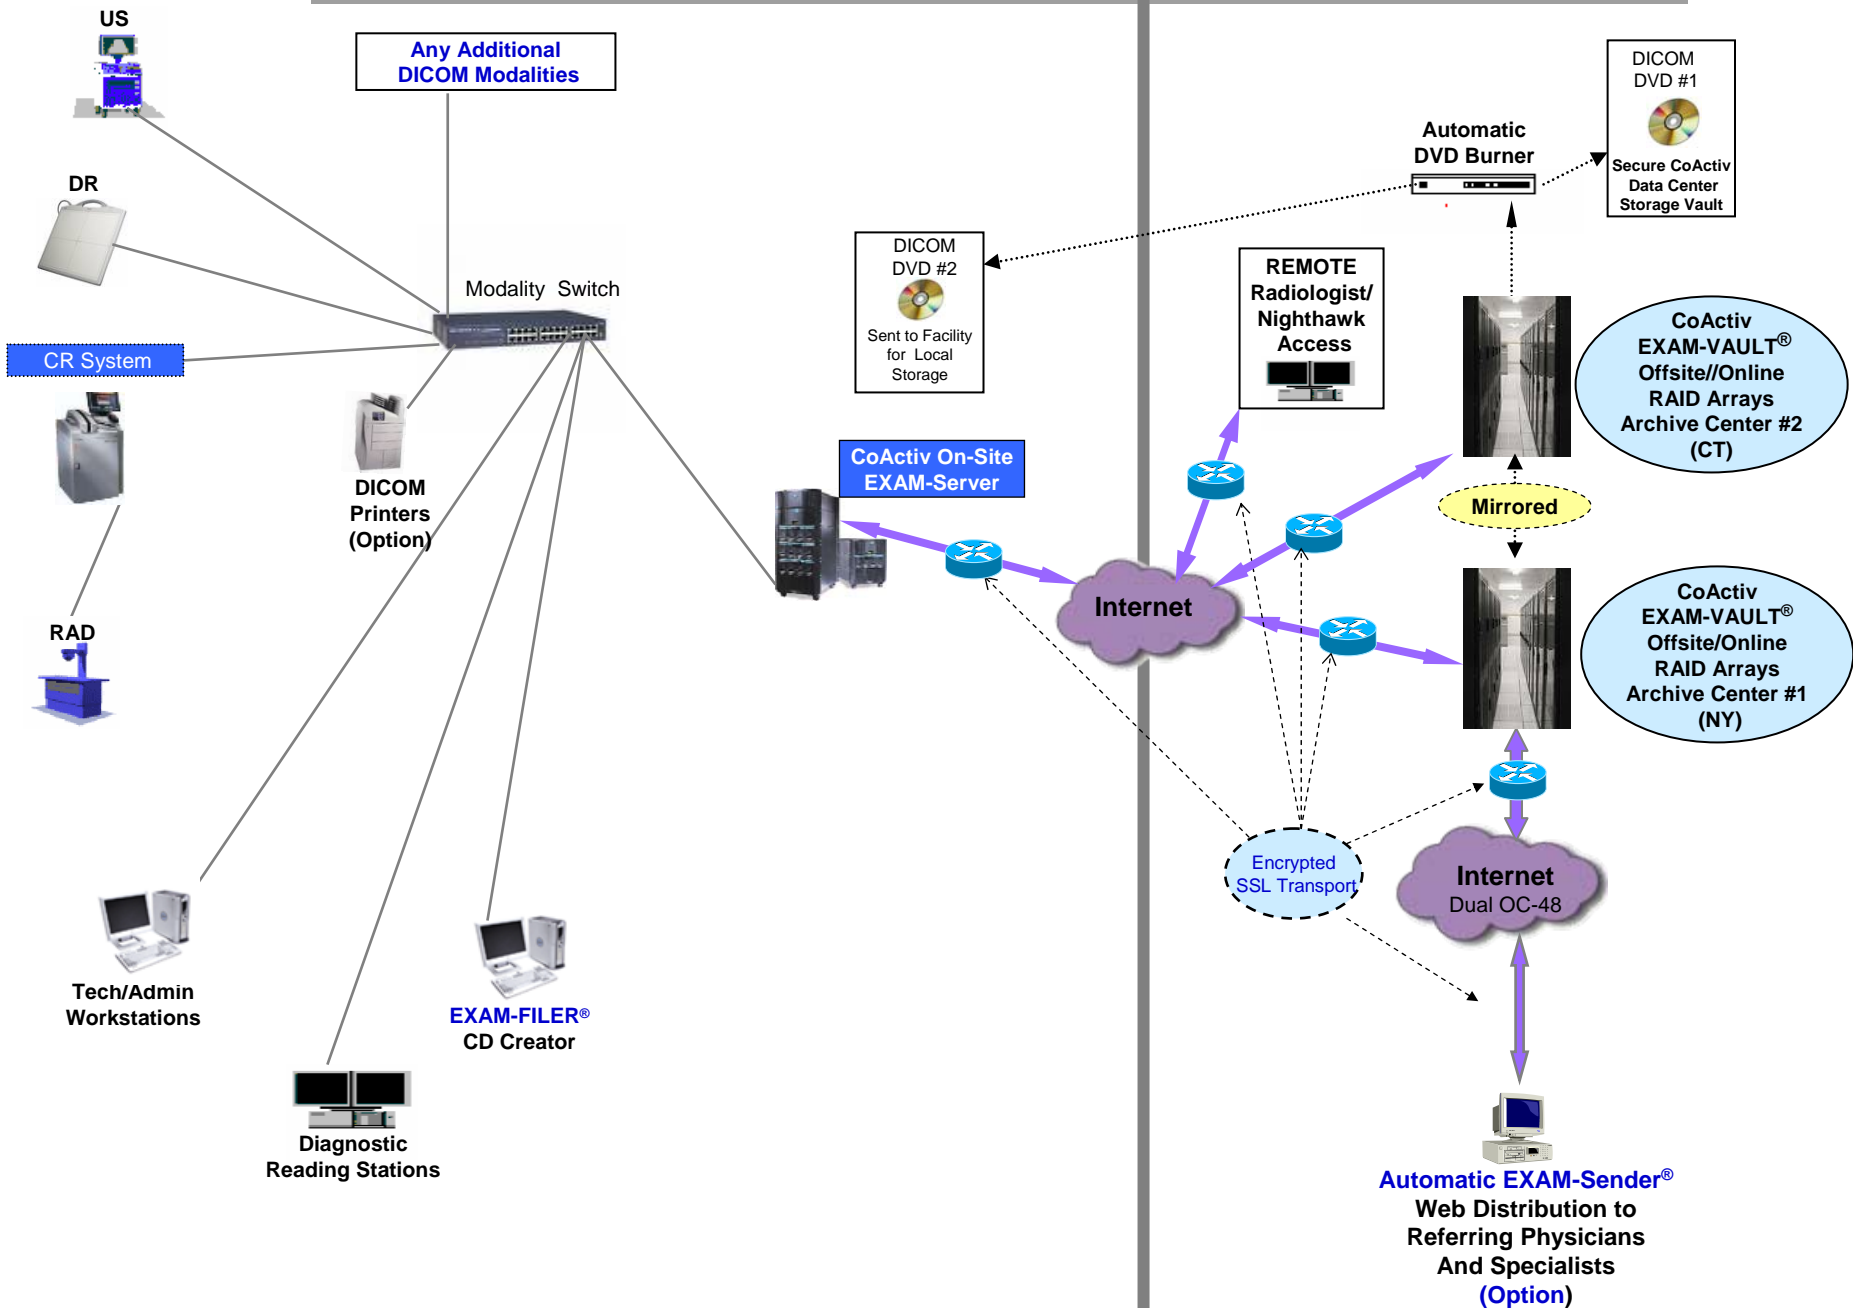 US
Any Additional
DICOM Modalities
DR
Modality Switch
CR System
DICOM
Printers
(Option)
RAD
Tech/Admin
Workstations
EXAM-FILER®
CD Creator
Diagnostic
Reading Stations
CoActiv On-Site
EXAM-Server
DICOM
DVD #2
Sent to Facility
for Local
Storage
Automatic
DVD Burner
DICOM
DVD #1
Secure CoActiv
Data Center
Storage Vault
REMOTE
Radiologist/
Nighthawk
Access
CoActiv
EXAM-VAULT®
Offsite//Online
RAID Arrays
Archive Center #2
(CT)
Mirrored
Internet
CoActiv
EXAM-VAULT®
Offsite/Online
RAID Arrays
Archive Center #1
(NY)
Encrypted
SSL Transport
Internet
Dual OC-48
Automatic EXAM-Sender®
Web Distribution to
Referring Physicians
And Specialists
(Option)